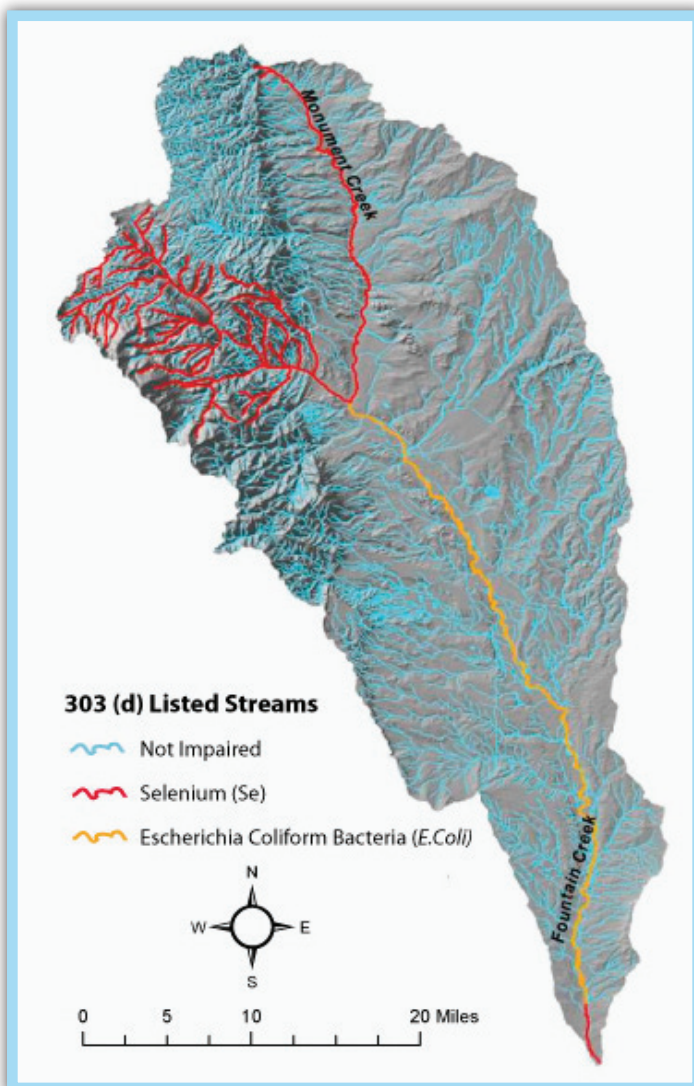 Monument Creek
303 (d) Listed Streams
Not Impaired
Selenium (Se)
Escherichia Coliform Bacteria (E.Coli)
Fountain Creek
N
W E
S
0 5 10 20 Miles